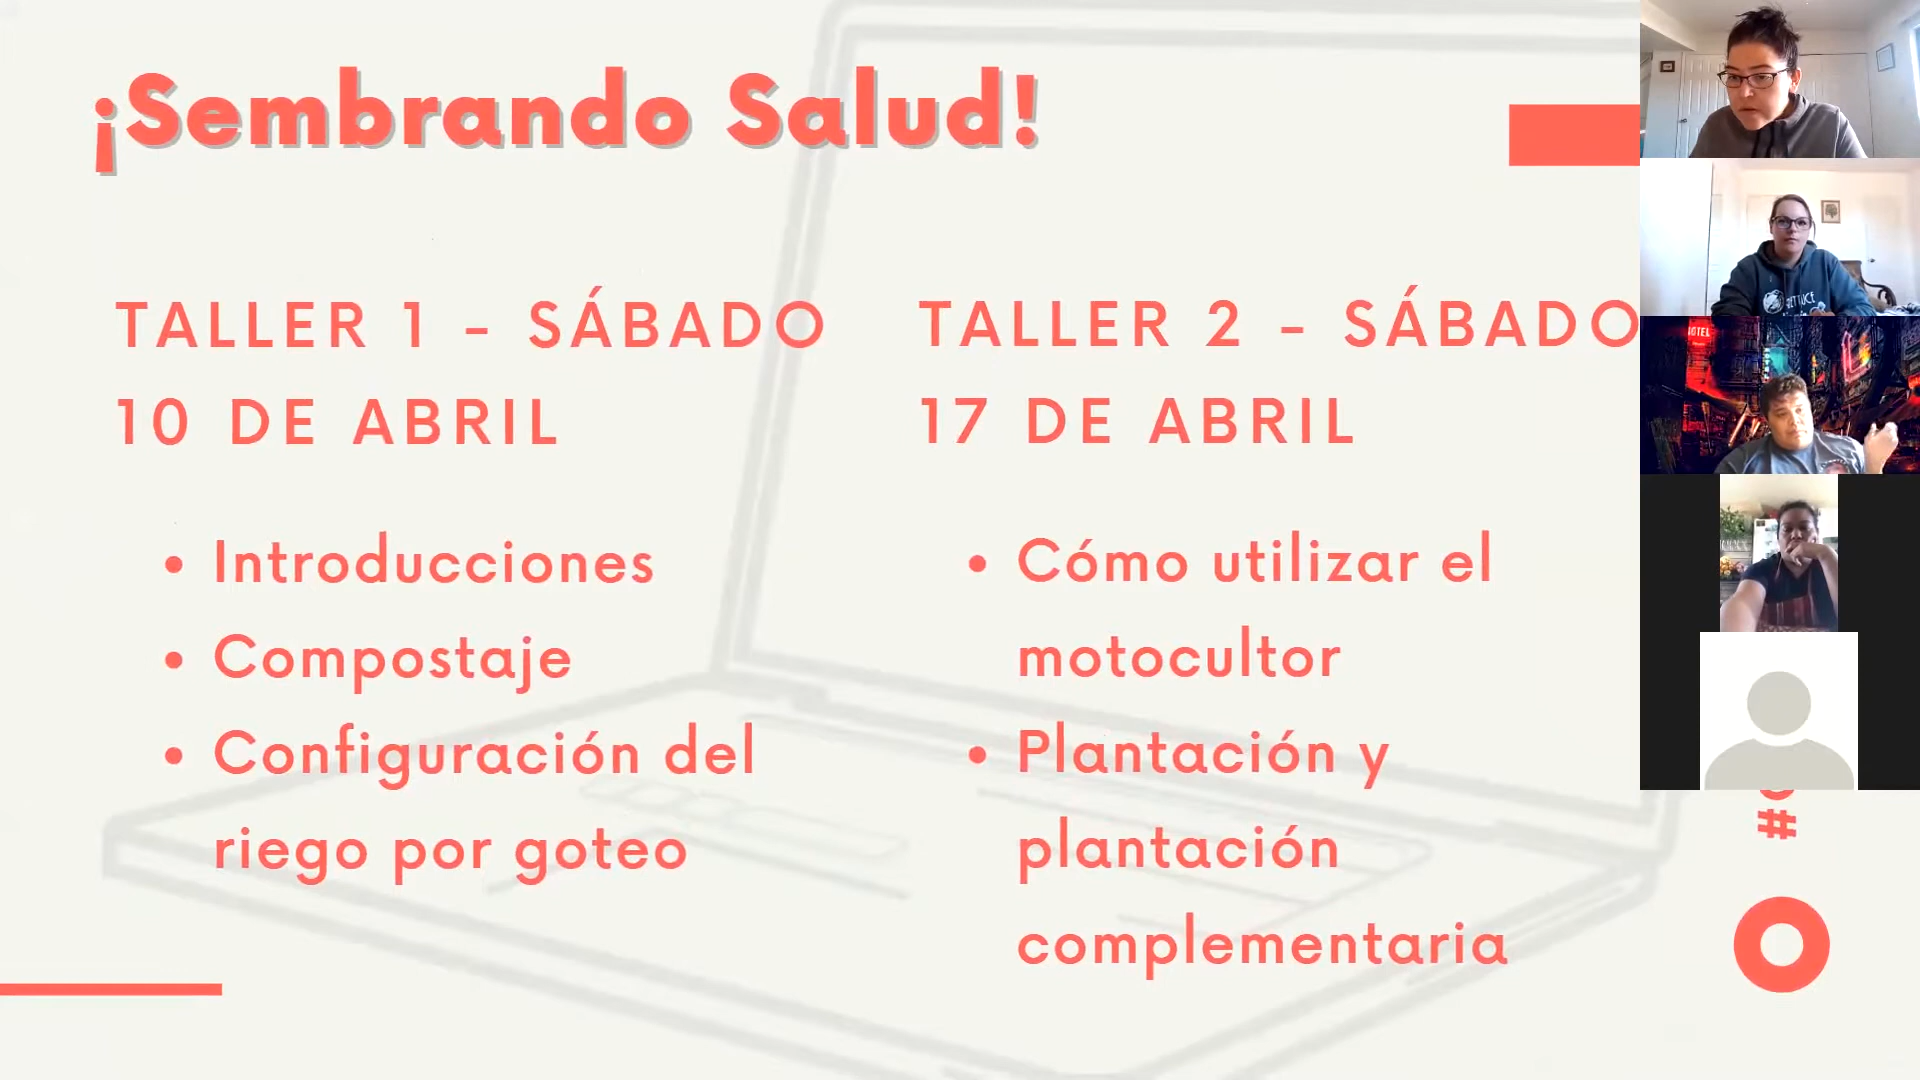 ¡Sembrando Salud!
TALLER 1 - SÁBADO
10 DE ABRIL
• Introducciones
• Compostaje
• Configuración del
riego por goteo
TALLER 2 - SÁBADO
17 DE ABRIL
• Cómo utilizar el
motocultor
• Plantación y
plantación
complementaria
#